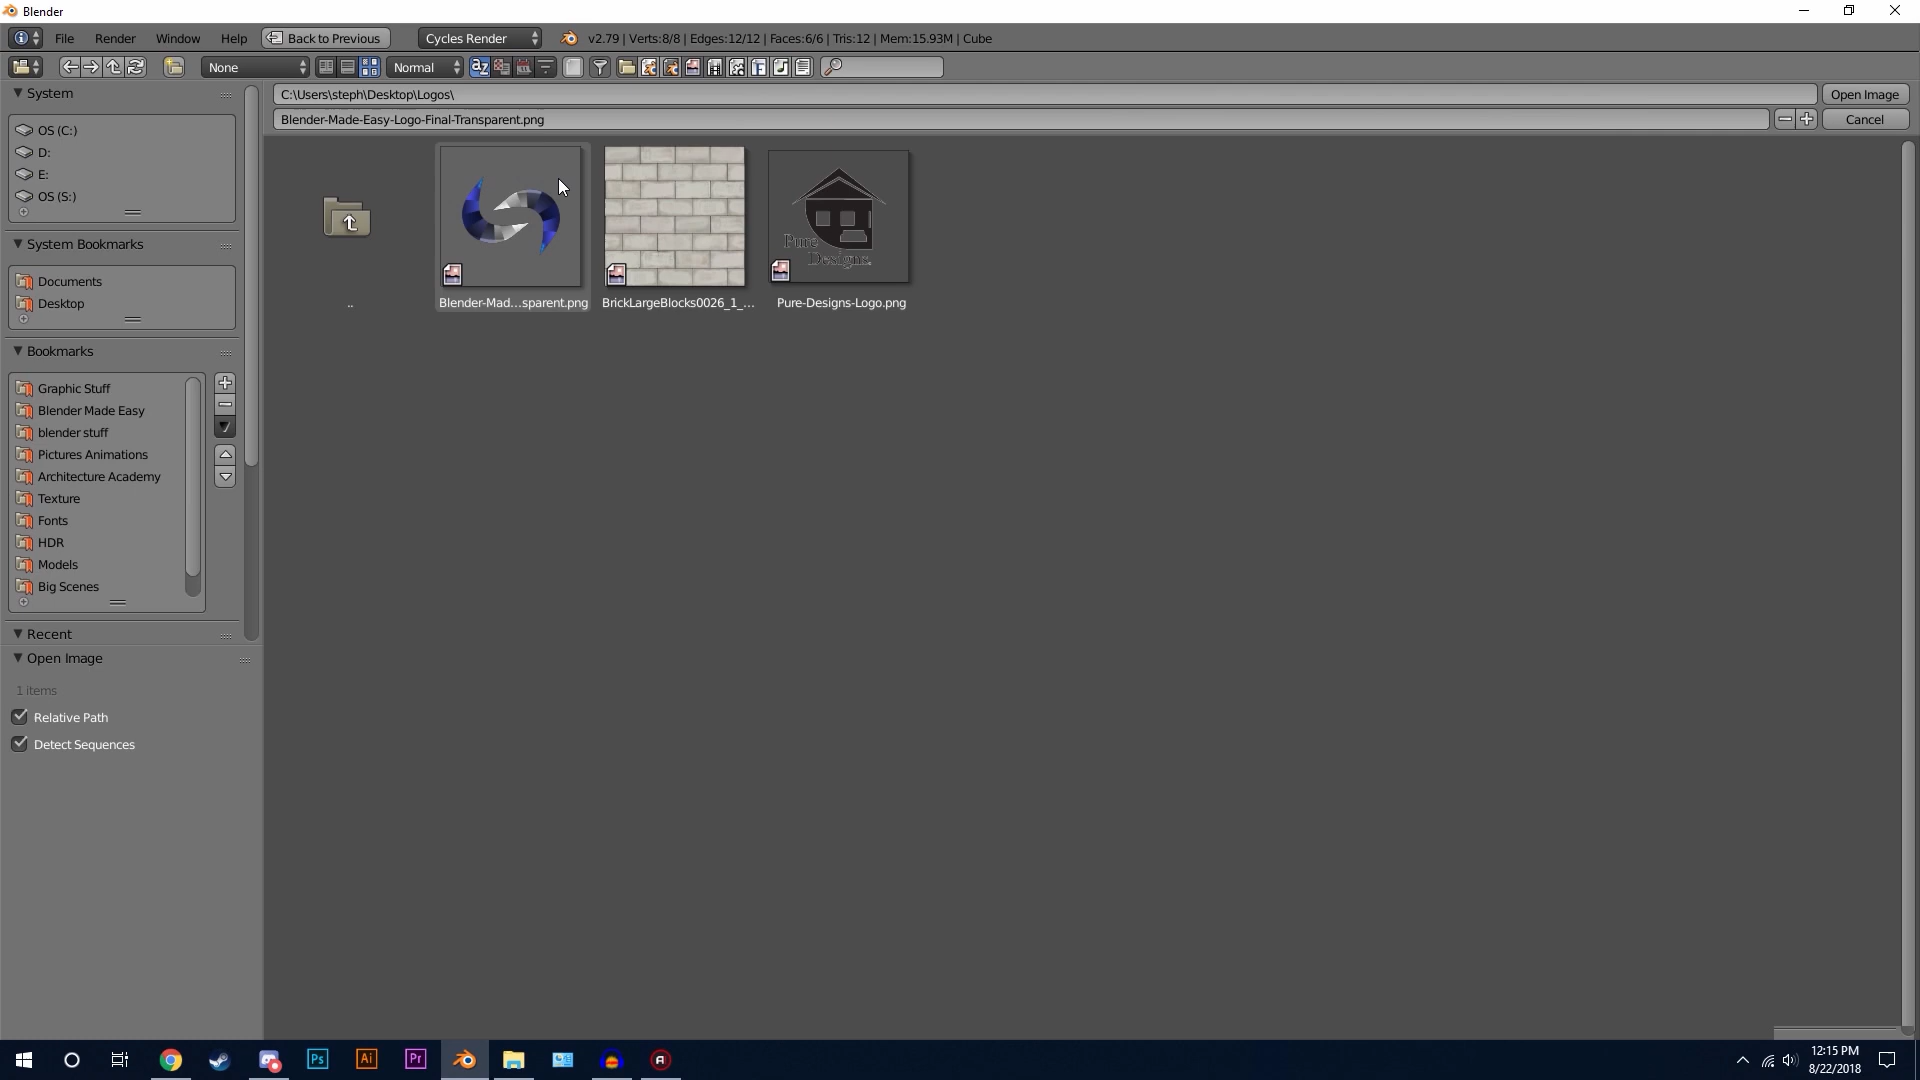 Blender
File Render Window Help Back to Previous Cycles Render v2.79 | Verts:8/8 | Edges:12/12 | Faces:6/6 | Tris:12 | Mem:15.93M | Cube
None Normal
System
OS (C:)
D:
E:
OS (S:)
System Bookmarks
Documents
Desktop
Bookmarks
Graphic Stuff
Blender Made Easy
blender stuff
Pictures Animations
Architecture Academy
Texture
Fonts
HDR
Models
Big Scenes
Recent
Open Image
1 items
Relative Path
Detect Sequences
C:\Users\steph\Desktop\Logos\
Open Image
Blender-Made-Easy-Logo-Final-Transparent.png
Cancel
Pure
Designs.
..
Blender-Mad...sparent.png
BrickLargeBlocks0026_1_...
Pure-Designs-Logo.png
Ps Ai Pr
12:15 PM
8/22/2018